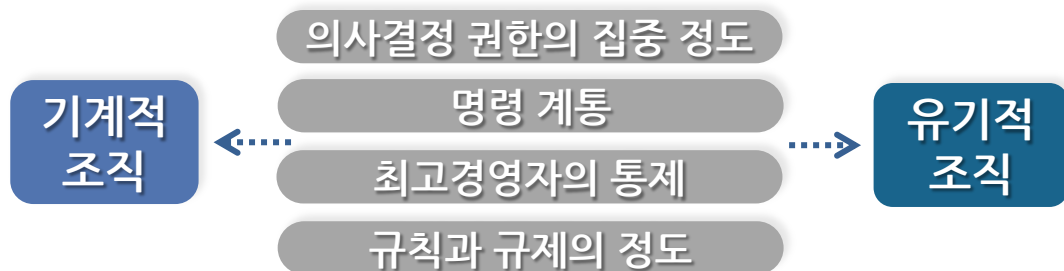 의사결정 권한의 집중 정도
명령 계통
기계적
조직
유기적
조직
최고경영자의 통제
규칙과 규제의 정도